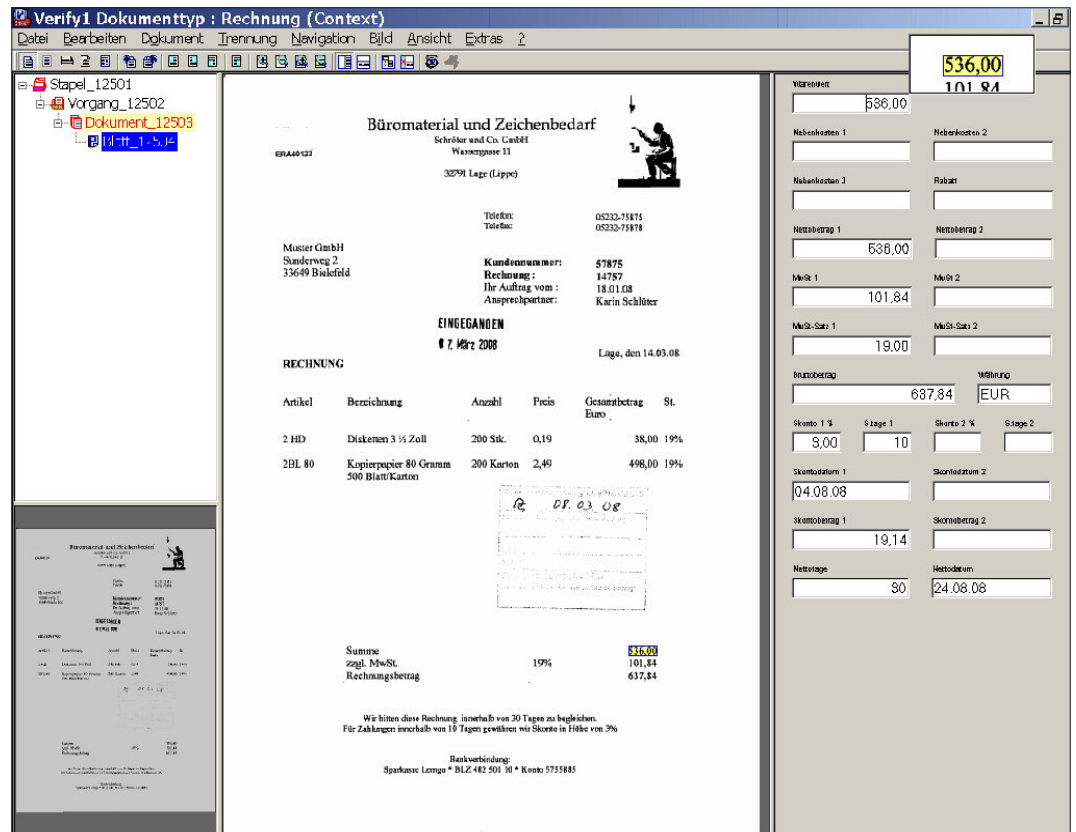 Verify1 Dokumenttyp : Rechnung (Context)
Datei Bearbeiten Dokument Trennung Navigation Bild Ansicht Extras ?
Stapel_12501
Vorgang_12502
Dokument_12503
Blatt_12504
ERA40123
Büromaterial und Zeichenbedarf
Schröter und Co. GmbH
Wassergasse 11
32791 Lage (Lippe)
Telefon: 05232-75875
Telefax: 05232-75878
Muster GmbH
Sunderweg 2
33649 Bielefeld
Kundennummer: 57875
Rechnung : 14757
Ihr Auftrag vom : 18.01.08
Ansprechpartner: Karin Schlüter
EINGEGANGEN
7. März 2008
Lage, den 14.03.08
RECHNUNG
Artikel Bezeichnung Anzahl Preis Gesamtbetrag St.
Euro
2 HD Disketten 3 ½ Zoll 200 Stk. 0,19 38,00 19%
2BL 80 Kopierpapier 80 Gramm 200 Karton 2,49 498,00 19%
500 Blatt/Karton
08.03.08
Summe 536,00
zzgl. MwSt. 19% 101,84
Rechnungsbetrag 637,84
Wir bitten diese Rechnung innerhalb von 30 Tagen zu begleichen.
Für Zahlungen innerhalb von 10 Tagen gewähren wir Skonto in Höhe von 3%
Bankverbindung:
Sparkasse Lemgo * BLZ 482 501 10 * Konto 5755885
536,00
101,84
Warenwert
536,00
Nebenkosten 1 Nebenkosten 2
Nebenkosten 3 Rabatt
Nettobetrag 1 Nettobetrag 2
536,00
MwSt 1 MwSt 2
101,84
MwSt-Satz 1 MwSt-Satz 2
19.00
Bruttobetrag Währung
637,84 EUR
Skonto 1 % S.tage 1 Skonto 2 % S.tage 2
3,00 10
Skontodatum 1 Skontodatum 2
04.08.08
Skontobetrag 1 Skontobetrag 2
19,14
Nettotage Nettodatum
30 24.08.08